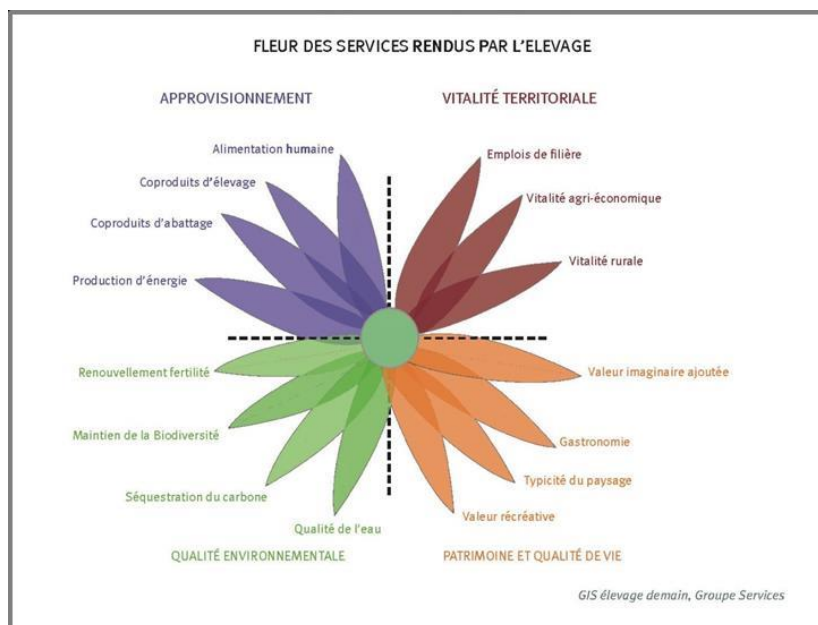 FLEUR DES SERVICES RENDUS PAR L'ELEVAGE
APPROVISIONNEMENT
VITALITÉ TERRITORIALE
Alimentation humaine
Coproduits d'élevage
Coproduits d'abattage
Production d'énergie
Emplois de filière
Vitalité agri-économique
Vitalité rurale
Renouvellement fertilité
Maintien de la Biodiversité
Séquestration du carbone
Qualité de l'eau
Valeur imaginaire ajoutée
Gastronomie
Typicité du paysage
Valeur récréative
QUALITÉ ENVIRONNEMENTALE
PATRIMOINE ET QUALITÉ DE VIE
GIS élevage demain, Groupe Services